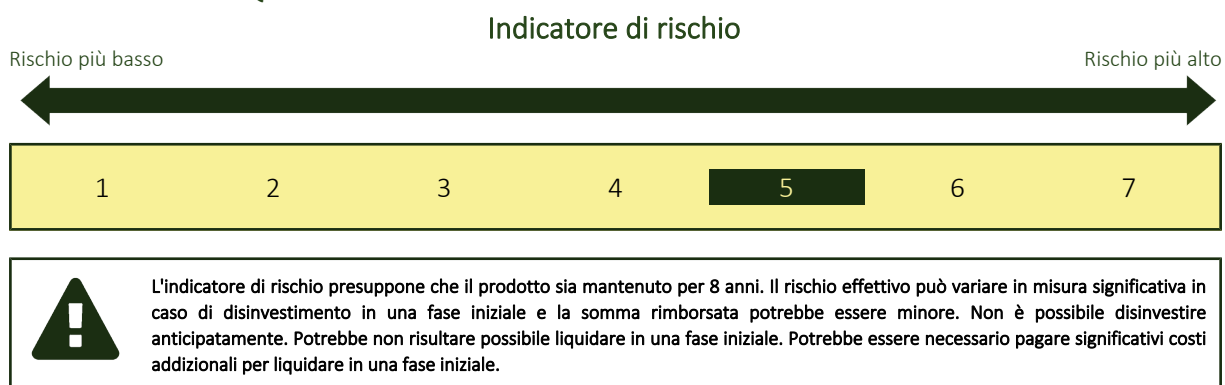 Indicatore di rischio
Rischio più basso
Rischio più alto
1 2 3 4 5 6 7
L'indicatore di rischio presuppone che il prodotto sia mantenuto per 8 anni. Il rischio effettivo può variare in misura significativa in
caso di disinvestimento in una fase iniziale e la somma rimborsata potrebbe essere minore. Non è possibile disinvestire
anticipatamente. Potrebbe non risultare possibile liquidare in una fase iniziale. Potrebbe essere necessario pagare significativi costi
addizionali per liquidare in una fase iniziale.